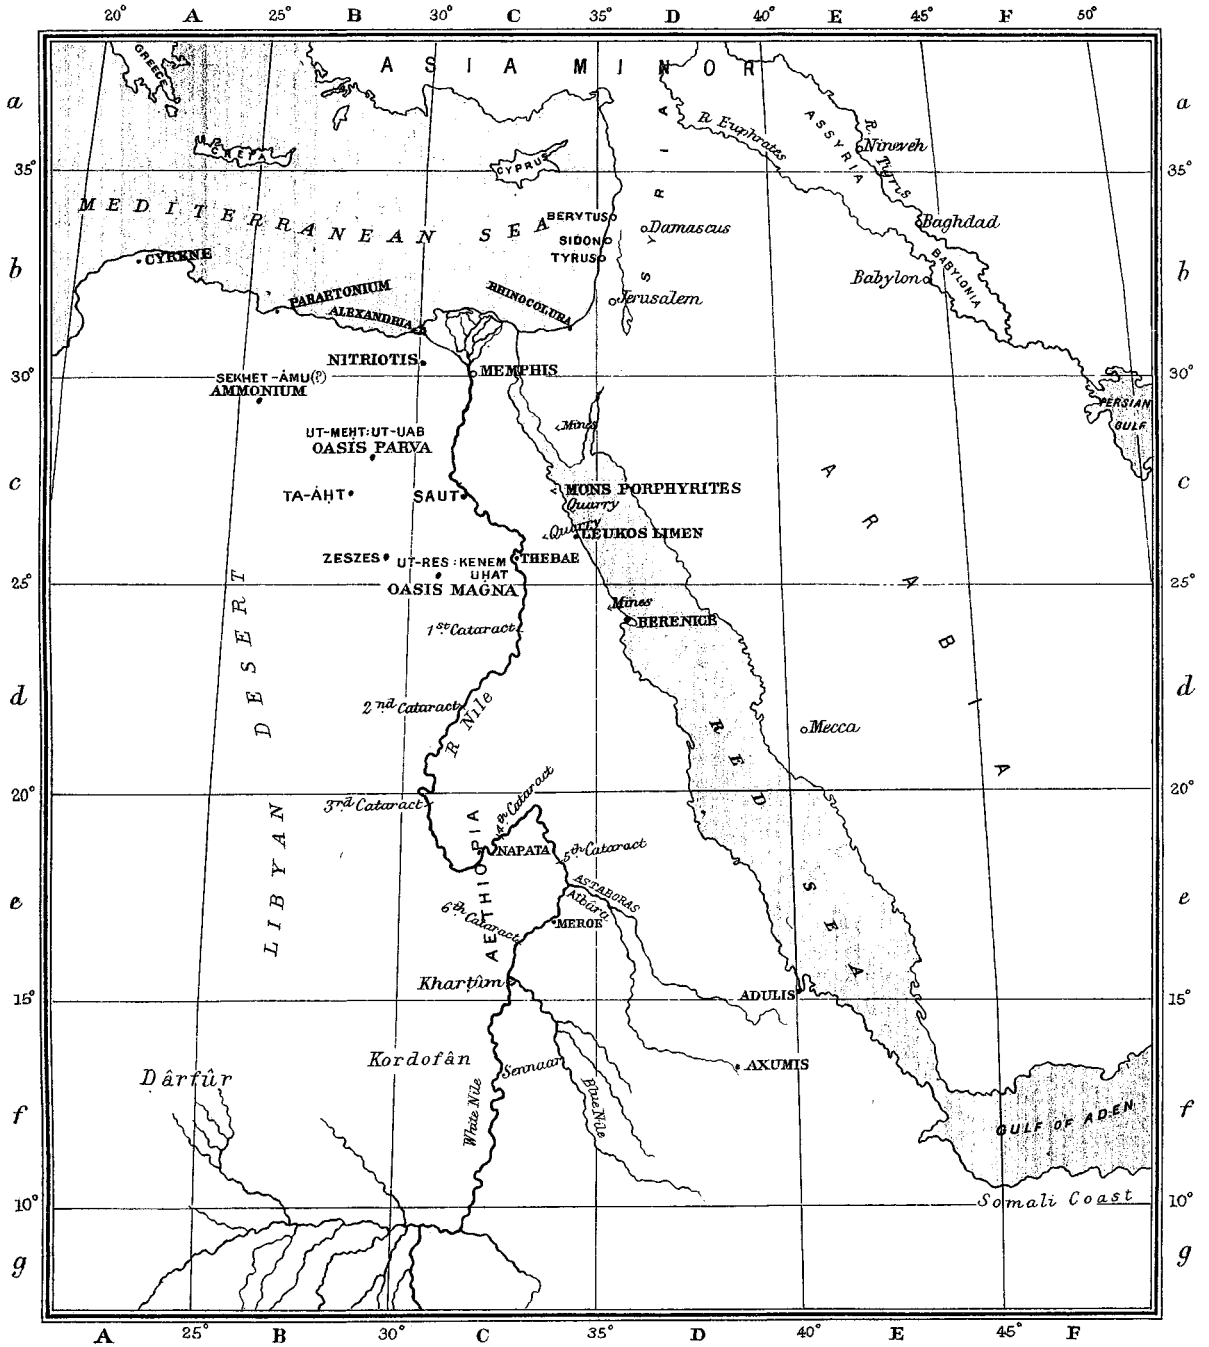 20° A 25° B 30° C 35° D 40° E 45° F 50°
GREECE
ASIA MINOR
a
a
R. Euphrates
ASSYRIA
R. Tigris
Nineveh
CRETA
CYPRUS
35°
35°
MEDITERRANEAN SEA
SYRIA
BERYTUS
Damascus
Baghdad
SIDON
TYRUS
CYRENE
b
b
BABYLONIA
Babylon
PARAETONIUM
RHINOCOLURA
Jerusalem
ALEXANDRIA
NITRIOTIS
MEMPHIS
30°
30°
SEKHET-ÀMU(?)
AMMONIUM
PERSIAN
GULF
Mines
UT-MEḤT:UT-UAB
OASIS PARVA
ARABIA
c
c
TA-ÀḤT
SAUT
MONS PORPHYRITES
Quarry
Quarry
LEUKOS LIMEN
ZESZES
UT-RES:KENEM
UḤAT
THEBAE
OASIS MAGNA
25°
25°
Mines
BERENICE
1st Cataract
LIBYAN DESERT
d
d
2nd Cataract
R Nile
RED SEA
Mecca
20°
20°
3rd Cataract
4th Cataract
AETHIOPIA
NAPATA
5th Cataract
ASTABORAS
Atbâra
e
e
6th Cataract
MEROE
Kharṭûm
15°
15°
ADULIS
Kordofân
Sennaar
AXUMIS
Dârfûr
White Nile
Blue Nile
f
f
GULF OF ADEN
Somali Coast
10°
10°
g
g
A 25° B 30° C 35° D 40° E 45° F